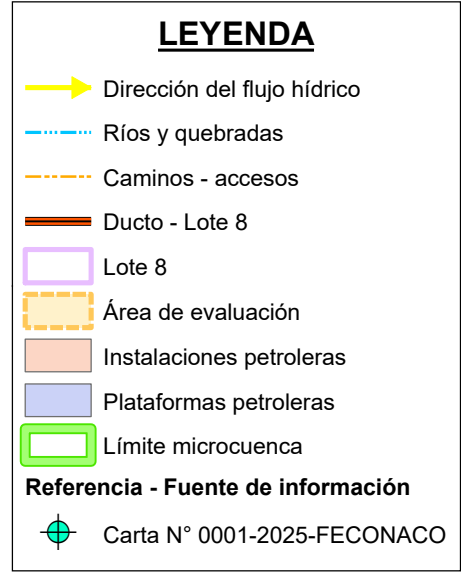 LEYENDA
Dirección del flujo hídrico
Ríos y quebradas
Caminos - accesos
Ducto - Lote 8
Lote 8
Área de evaluación
Instalaciones petroleras
Plataformas petroleras
Límite microcuenca
Referencia - Fuente de información
Carta N° 0001-2025-FECONACO